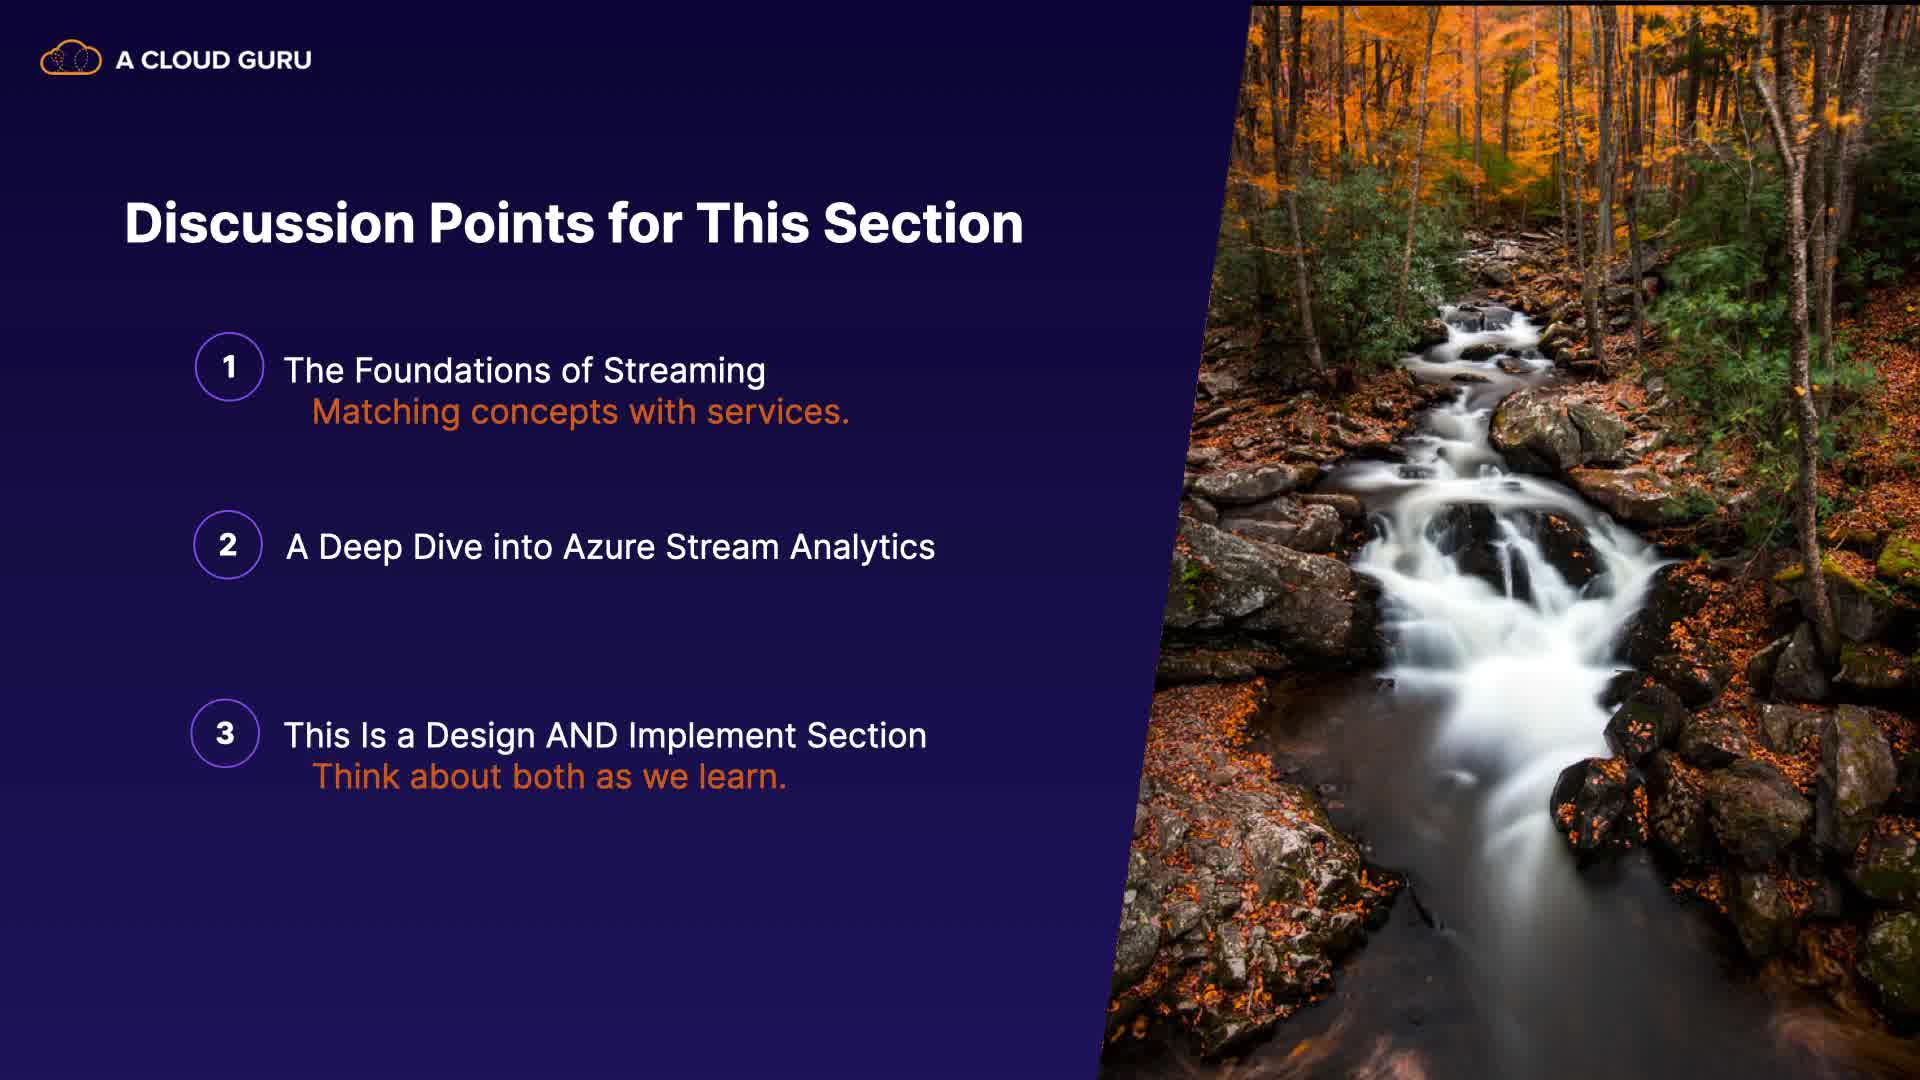 A CLOUD GURU
Discussion Points for This Section
1
The Foundations of Streaming
Matching concepts with services.
2
A Deep Dive into Azure Stream Analytics
3
This Is a Design AND Implement Section
Think about both as we learn.